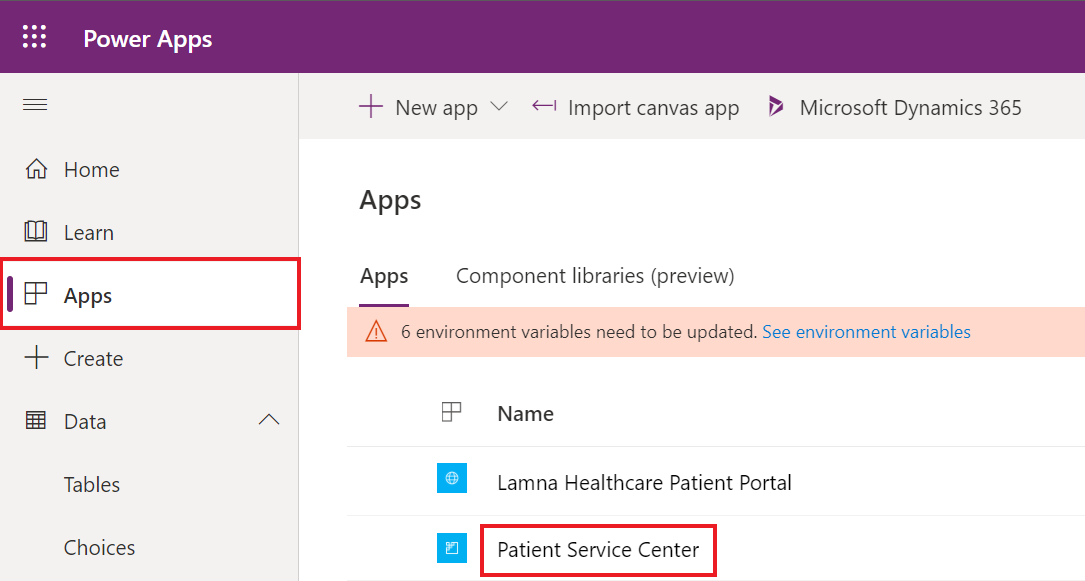 Power Apps
New app
Import canvas app
Microsoft Dynamics 365
Home
Learn
Apps
Create
Data
Tables
Choices
Apps
Apps
Component libraries (preview)
6 environment variables need to be updated. See environment variables
Name
Lamna Healthcare Patient Portal
Patient Service Center